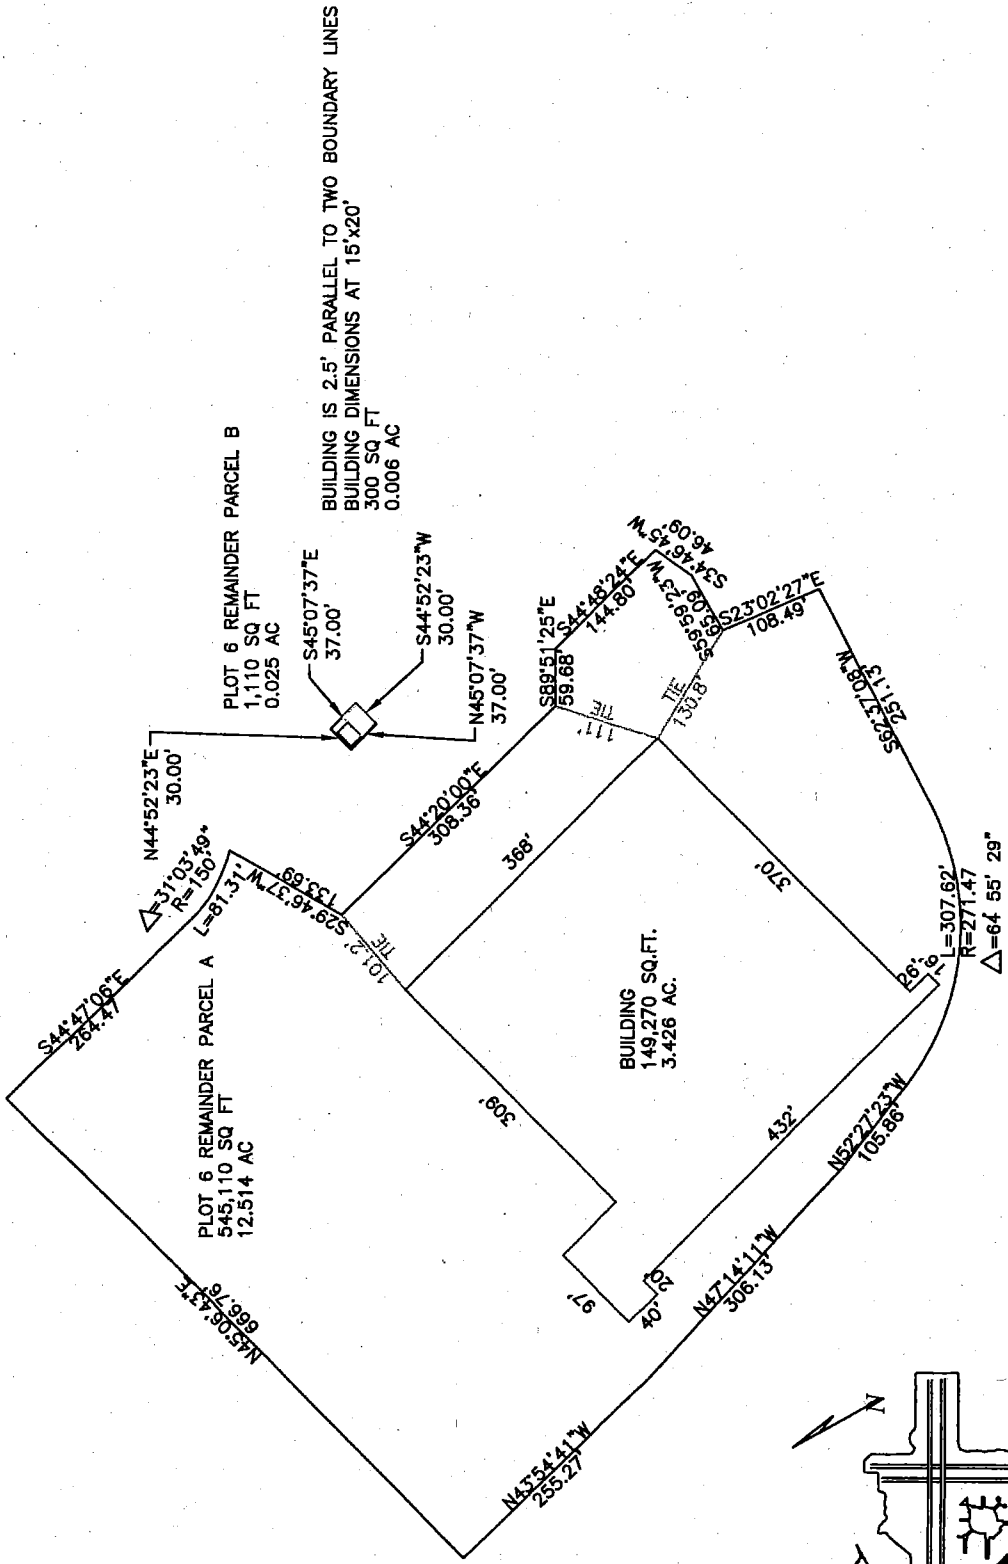 PLOT 6 REMAINDER PARCEL A
545,110 SQ FT
12.514 AC
S44°47'06"E
264.47
△=31°03'49"
R=150'
L=81.31'
S29°46'37"W
133.69
101.2'
TIE
S44°20'00"E
308.36'
S89°51'25"E
59.68'
111'
TIE
S44°48'24"E
144.80'
S34°46'45"W
46.09'
S59°59'23"W
65.09'
TIE
130.8'
S23°02'27"E
108.49'
S62°37'08"W
251.13'
L=307.62'
R=271.47
△=64 55' 29"
N52°27'23"W
105.86'
N47°14'11"W
306.13'
N43°54'41"W
255.27'
N45°06'43"E
666.76'
BUILDING
149,270 SQ.FT.
3.426 AC.
368'
370'
26'
432'
20'
40'
97'
309'
PLOT 6 REMAINDER PARCEL B
1,110 SQ FT
0.025 AC
N44°52'23"E
30.00'
S45°07'37"E
37.00'
S44°52'23"W
30.00'
N45°07'37"W
37.00'
BUILDING IS 2.5' PARALLEL TO TWO BOUNDARY LINES
BUILDING DIMENSIONS AT 15'x20'
300 SQ FT
0.006 AC
N